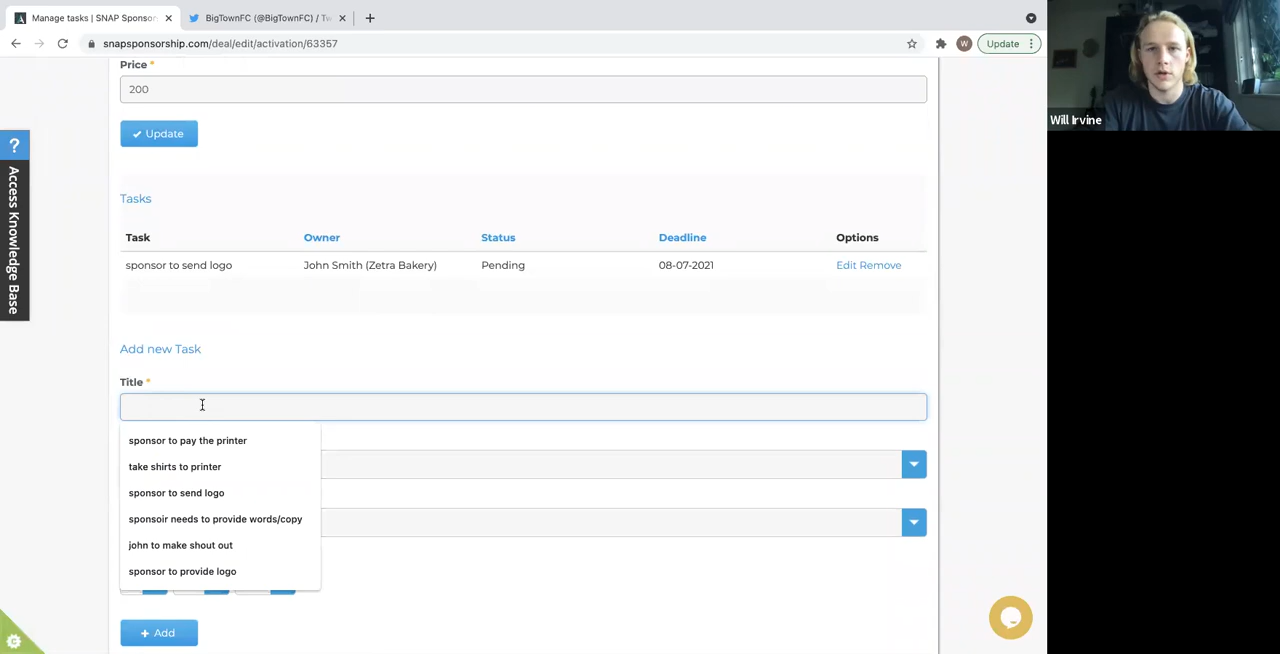 Manage tasks | SNAP Sponsor
BigTownFC (@BigTownFC) / Tw
snapsponsorship.com/deal/edit/activation/63357
W
Update
Will Irvine
Price *
200
Update
?
Access Knowledge Base
Tasks
Task Owner Status Deadline Options
sponsor to send logo John Smith (Zetra Bakery) Pending 08-07-2021 Edit Remove
Add new Task
Title *
sponsor to pay the printer
take shirts to printer
sponsor to send logo
sponsoir needs to provide words/copy
john to make shout out
sponsor to provide logo
+ Add